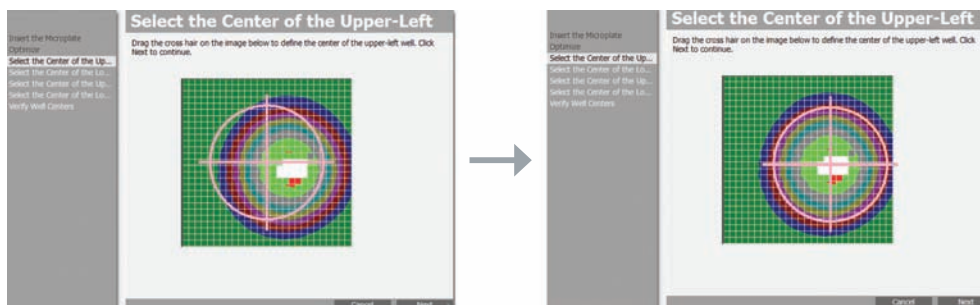 Select the Center of the Upper-Left
Insert the Microplate
Optimize
Select the Center of the Up...
Select the Center of the Lo...
Select the Center of the Up...
Select the Center of the Lo...
Verify Well Centers
Drag the cross hair on the image below to define the center of the upper-left well. Click
Next to continue.
Cancel
Next
Select the Center of the Upper-Left
Insert the Microplate
Optimize
Select the Center of the Up...
Select the Center of the Lo...
Select the Center of the Up...
Select the Center of the Lo...
Verify Well Centers
Drag the cross hair on the image below to define the center of the upper-left well. Click
Next to continue.
Cancel
Next